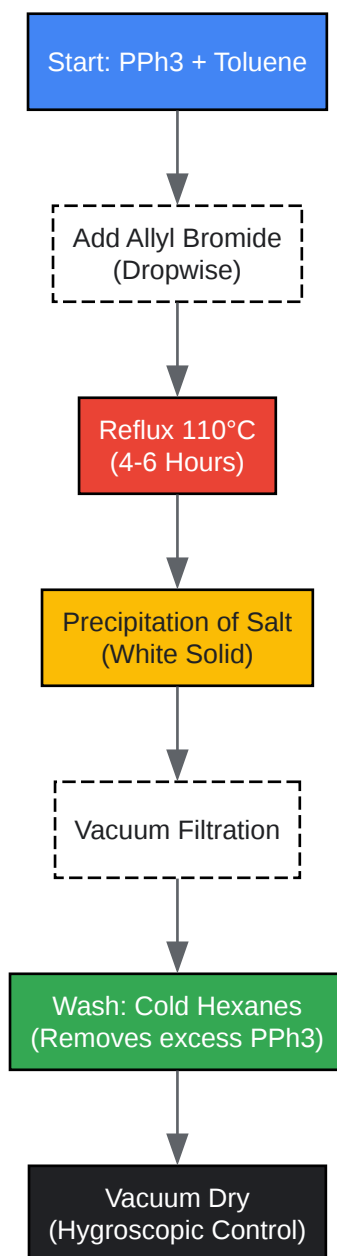 Start: PPh3 + Toluene
Add Allyl Bromide
(Dropwise)
Reflux 110°C
(4-6 Hours)
Precipitation of Salt
(White Solid)
Vacuum Filtration
Wash: Cold Hexanes
(Removes excess PPh3)
Vacuum Dry
(Hygroscopic Control)